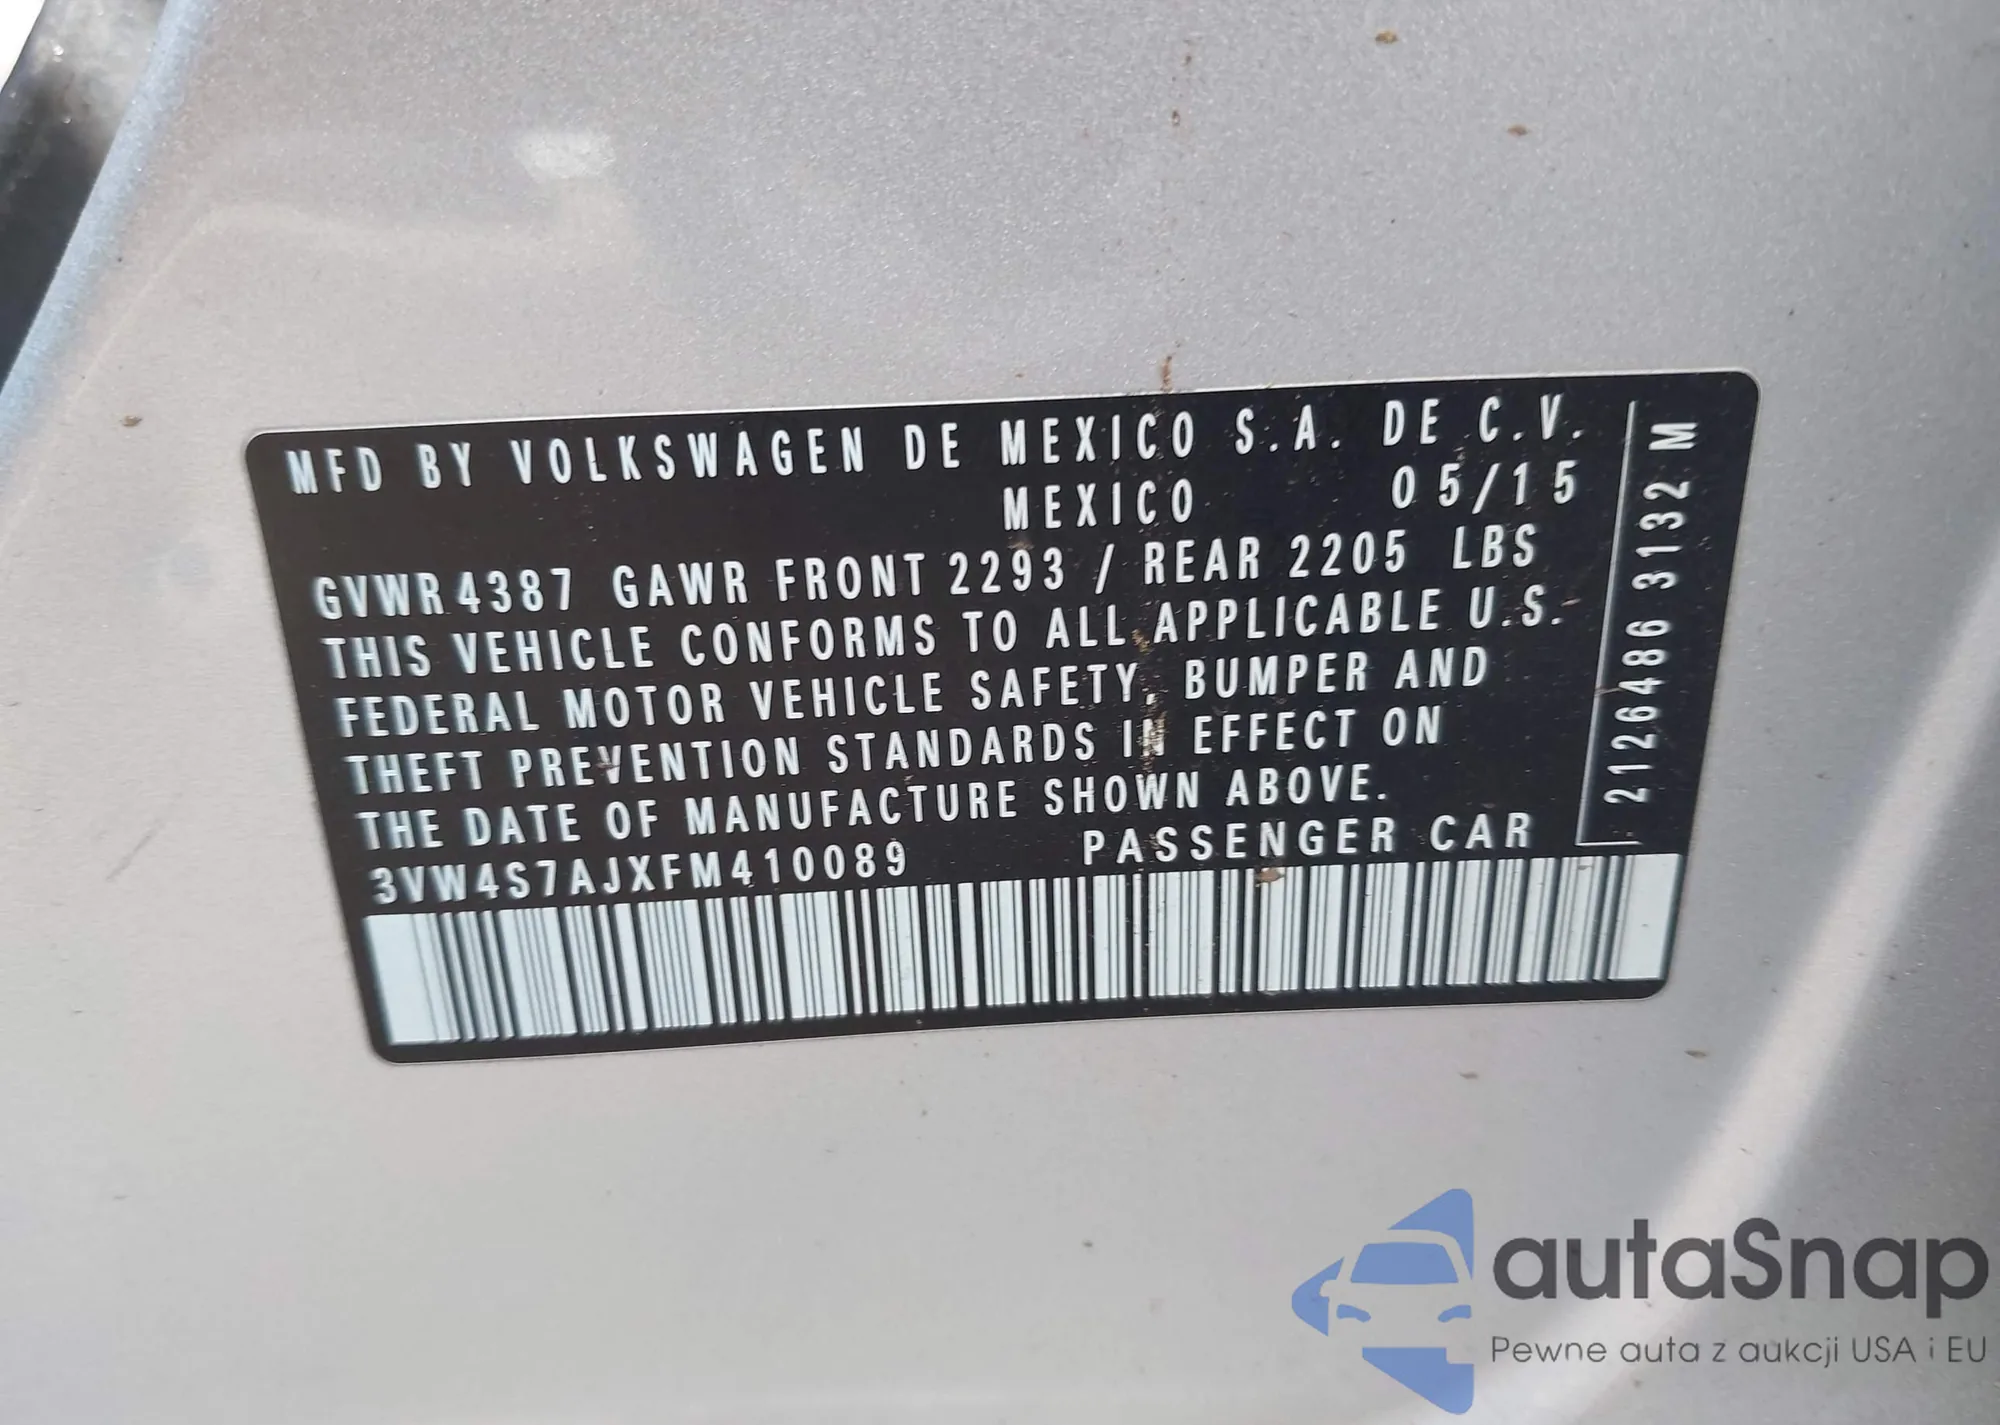 MFD BY VOLKSWAGEN DE MEXICO S.A. DE C.V.
MEXICO 05/15
GVWR 4387 GAWR FRONT 2293 / REAR 2205 LBS
THIS VEHICLE CONFORMS TO ALL APPLICABLE U.S.
FEDERAL MOTOR VEHICLE SAFETY, BUMPER AND
THEFT PREVENTION STANDARDS IN EFFECT ON
THE DATE OF MANUFACTURE SHOWN ABOVE.
3VW4S7AJXFM410089 PASSENGER CAR
2126486 3132 M
autaSnap
Pewne auta z aukcji USA i EU